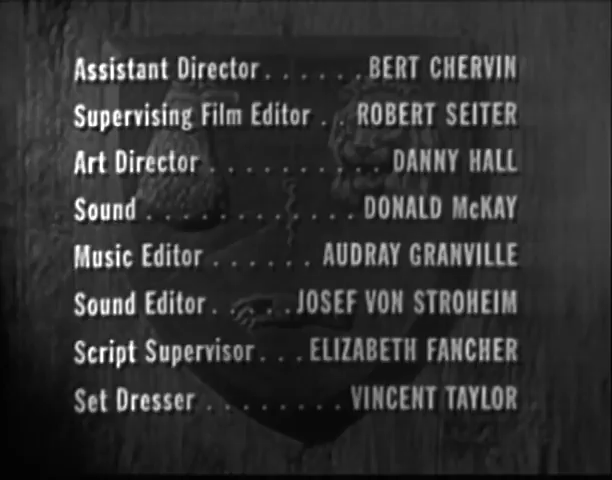 Assistant Director . . . . . . BERT CHERVIN
Supervising Film Editor . . ROBERT SEITER
Art Director . . . . . . . . . . DANNY HALL
Sound . . . . . . . . . . . . DONALD McKAY
Music Editor . . . . . . AUDRAY GRANVILLE
Sound Editor . . . . . JOSEF VON STROHEIM
Script Supervisor . . . ELIZABETH FANCHER
Set Dresser . . . . . . . . VINCENT TAYLOR